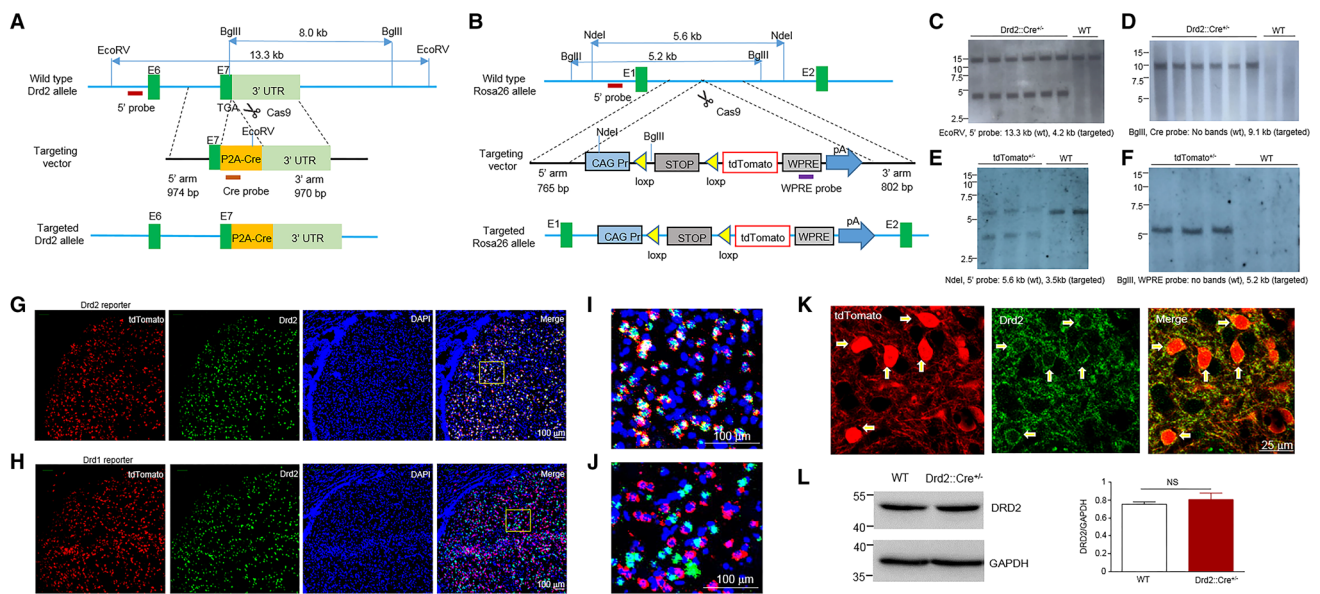 A
BglII
8.0 kb
BglII
EcoRV
EcoRV
13.3 kb
E6
E7
Wild type
Drd2 allele
3' UTR
5' probe
TGA
Cas9
EcoRV
E7
Targeting
vector
P2A-Cre
3' UTR
5' arm
974 bp
Cre probe
3' arm
970 bp
E6
E7
Targeted
Drd2 allele
P2A-Cre
3' UTR
B
NdeI
5.6 kb
NdeI
BglII
BglII
5.2 kb
E1
E2
Wild type
Rosa26 allele
5' probe
Cas9
NdeI
BglII
pA
Targeting
vector
CAG Pr
STOP
tdTomato
WPRE
loxp
loxp
5' arm
765 bp
WPRE probe
3' arm
802 bp
pA
E1
E2
Targeted
Rosa26 allele
CAG Pr
STOP
tdTomato
WPRE
loxp
loxp
C
Drd2::Cre+/-
WT
15
12
5
2.5
EcoRV, 5' probe: 13.3 kb (wt), 4.2 kb (targeted)
D
Drd2::Cre+/-
WT
15
12
5
2.5
BglII, Cre probe: No bands (wt), 9.1 kb (targeted)
E
tdTomato+/-
WT
15
12
5
2.5
NdeI, 5' probe: 5.6 kb (wt), 3.5kb (targeted)
F
tdTomato+/-
WT
15
12
5
2.5
BglII, WPRE probe: no bands (wt), 5.2 kb (targeted)
G
Drd2 reporter
tdTomato
Drd2
DAPI
Merge
100 µm
H
Drd1 reporter
tdTomato
Drd2
DAPI
Merge
100 µm
I
100 µm
J
100 µm
K
tdTomato
Drd2
Merge
25 µm
L
WT
Drd2::Cre+/-
55
40
DRD2
40
35
GAPDH
NS
DRD2/GAPDH
1
0.8
0.6
0.4
0.2
0
WT
Drd2::Cre+/-